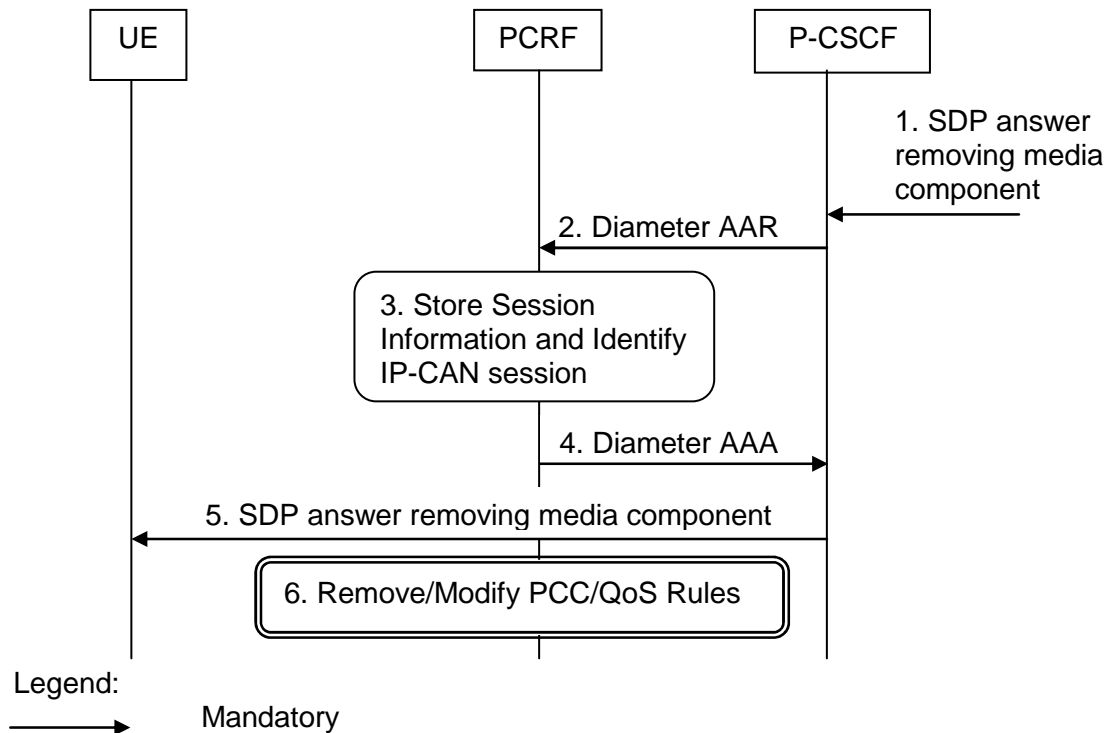 UE
PCRF
P-CSCF
1. SDP answer
removing media
component
2. Diameter AAR
3. Store Session
Information and Identify
IP-CAN session
4. Diameter AAA
5. SDP answer removing media component
6. Remove/Modify PCC/QoS Rules
Legend:
Mandatory